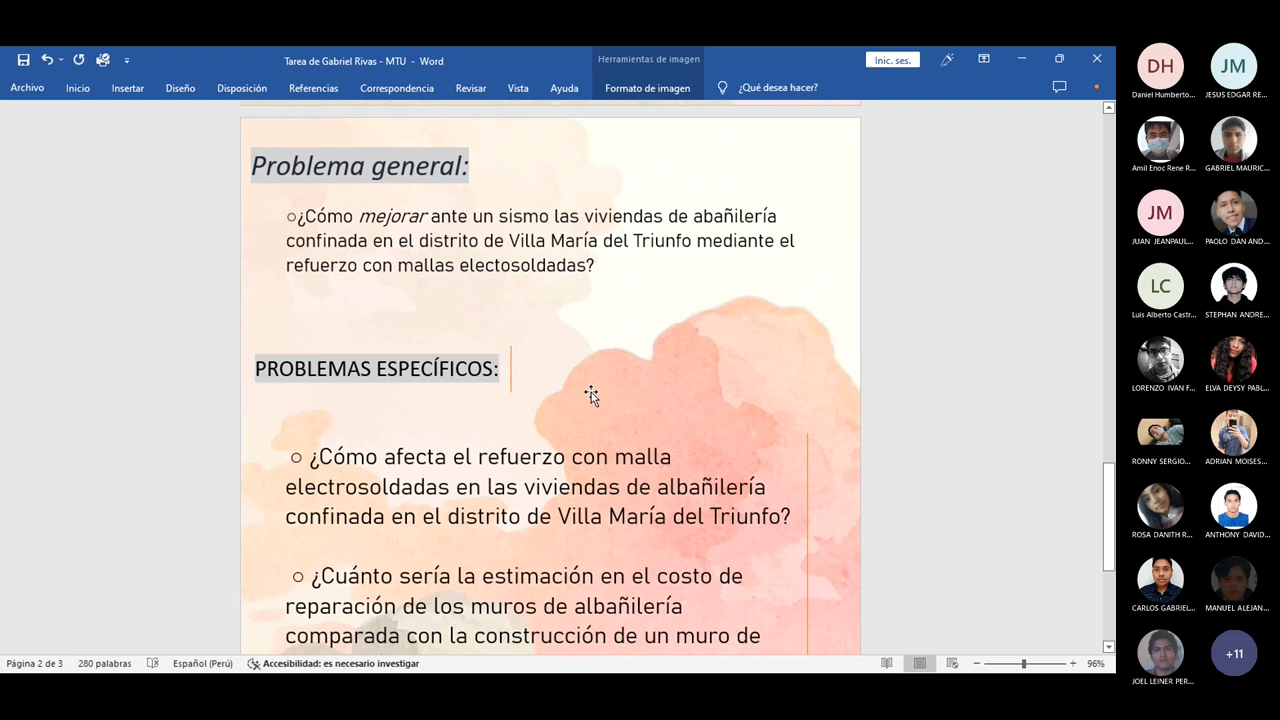 Tarea de Gabriel Rivas - MTU - Word
Herramientas de imagen
Inic. ses.
Archivo
Inicio
Insertar
Diseño
Disposición
Referencias
Correspondencia
Revisar
Vista
Ayuda
Formato de imagen
¿Qué desea hacer?
Problema general:
○¿Cómo mejorar ante un sismo las viviendas de abañilería
confinada en el distrito de Villa María del Triunfo mediante el
refuerzo con mallas electosoldadas?
PROBLEMAS ESPECÍFICOS:
○ ¿Cómo afecta el refuerzo con malla
electrosoldadas en las viviendas de albañilería
confinada en el distrito de Villa María del Triunfo?
○ ¿Cuánto sería la estimación en el costo de
reparación de los muros de albañilería
comparada con la construcción de un muro de
Página 2 de 3
280 palabras
Español (Perú)
Accesibilidad: es necesario investigar
96%
DH
JM
Daniel Humberto...
JESUS EDGAR RE...
Amil Enoc Rene R...
GABRIEL MAURIC...
JM
JUAN JEANPAUL...
PAOLO DAN AND...
LC
Luis Alberto Castr...
STEPHAN ANDRE...
LORENZO IVAN F...
ELVA DEYSY PABL...
RONNY SERGIO...
ADRIAN MOISES...
ROSA DANITH R...
ANTHONY DAVID...
CARLOS GABRIEL...
MANUEL ALEJAN...
JOEL LEINER PER...
+11